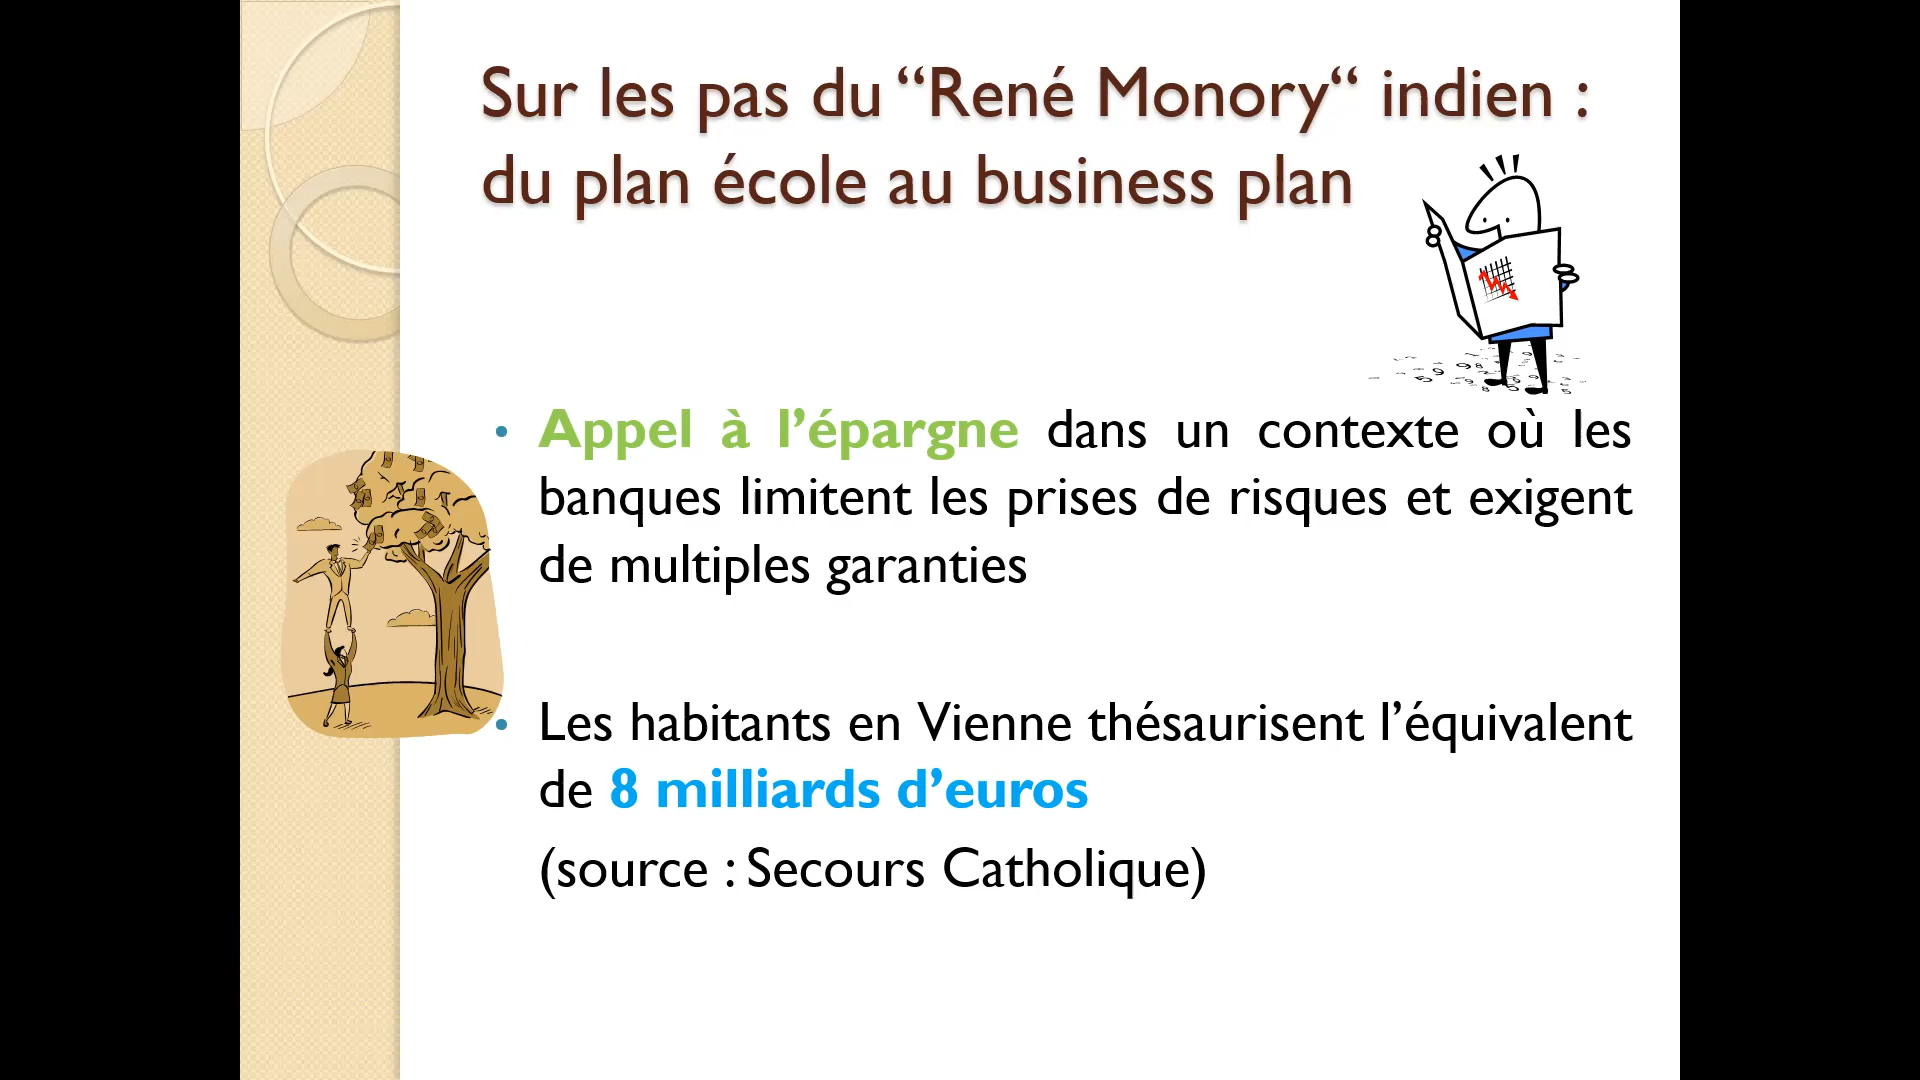 Sur les pas du “René Monory“ indien :
du plan école au business plan
• Appel à l’épargne dans un contexte où les
banques limitent les prises de risques et exigent
de multiples garanties
• Les habitants en Vienne thésaurisent l’équivalent
de 8 milliards d’euros
(source : Secours Catholique)